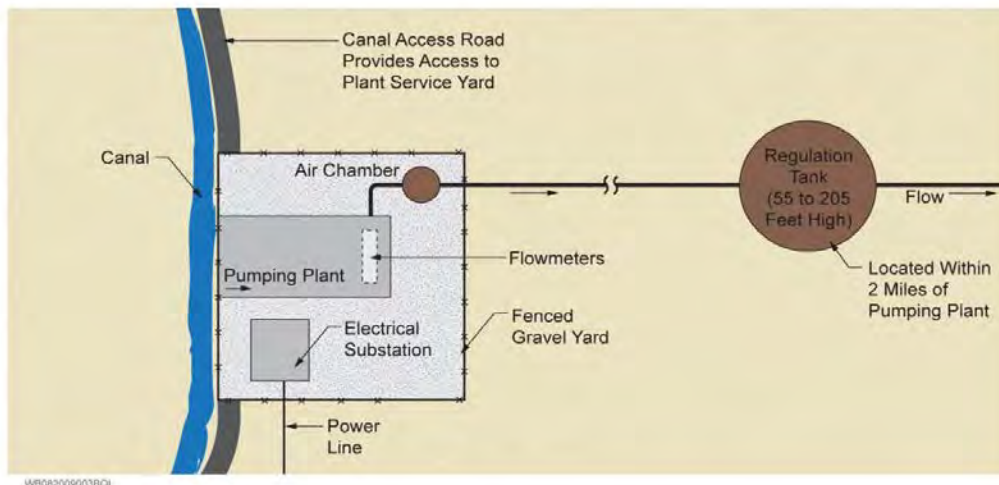 Canal Access Road
Provides Access to
Plant Service Yard
Canal
Air Chamber
Regulation
Tank
(55 to 205
Feet High)
Flow
Flowmeters
Pumping Plant
Located Within
2 Miles of
Pumping Plant
Fenced
Gravel Yard
Electrical
Substation
Power
Line
WB082009003BOI